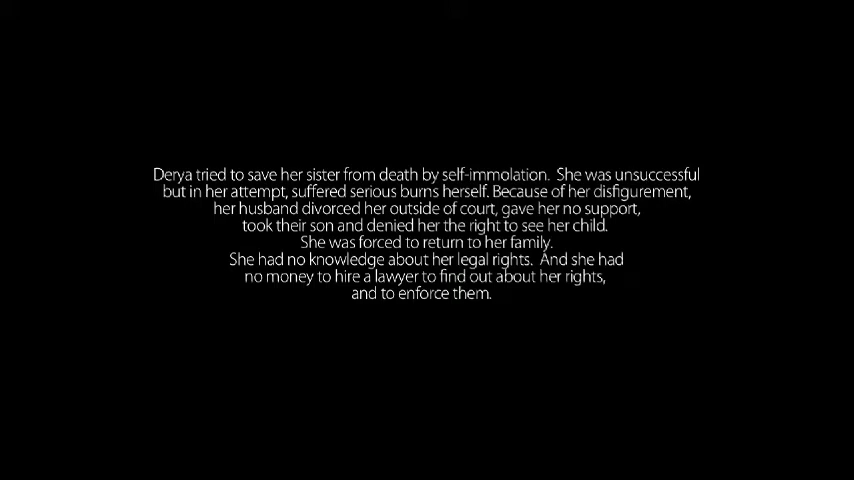 Derya tried to save her sister from death by self-immolation.  She was unsuccessful
but in her attempt, suffered serious burns herself. Because of her disfigurement,
her husband divorced her outside of court, gave her no support,
took their son and denied her the right to see her child.
She was forced to return to her family.
She had no knowledge about her legal rights.  And she had
no money to hire a lawyer to find out about her rights,
and to enforce them.